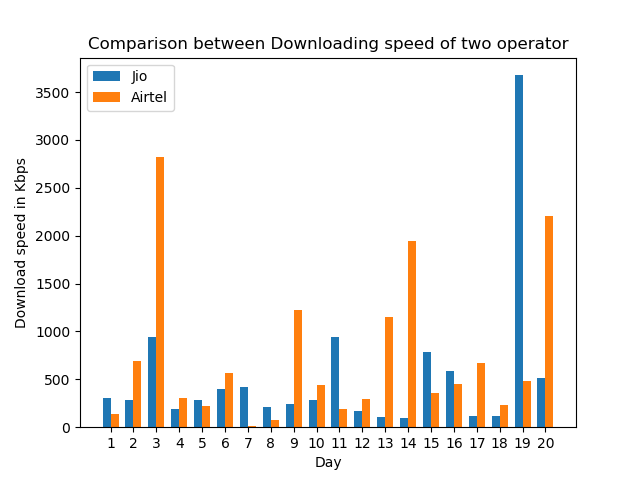 Comparison between Downloading speed of two operator
Jio
Airtel
3500
3000
2500
2000
1500
1000
500
0
Download speed in Kbps
1 2 3 4 5 6 7 8 9 10 11 12 13 14 15 16 17 18 19 20
Day